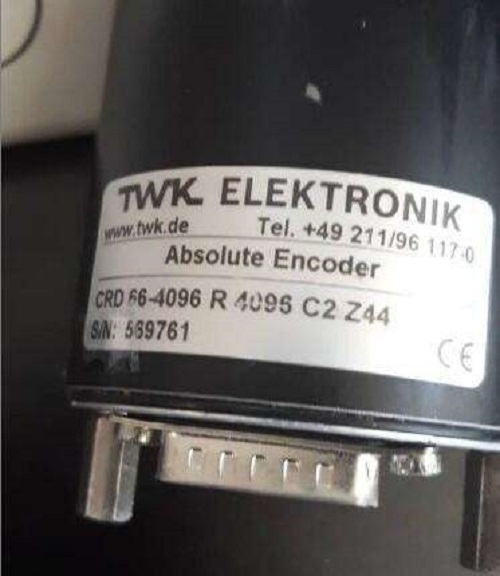 TWK ELEKTRONIK
www.twk.de Tel. +49 211/96 117-0
Absolute Encoder
CRD 66-4096 R 4096 C2 Z44
S/N: 569761
CE